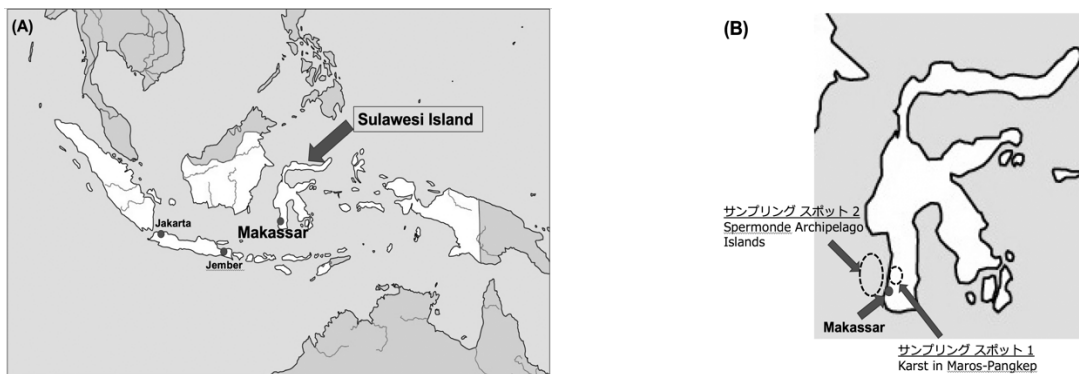 (A)
Sulawesi Island
Jakarta
Makassar
Jember
(B)
サンプリング スポット 2
Spermonde Archipelago
Islands
Makassar
サンプリング スポット 1
Karst in Maros-Pangkep